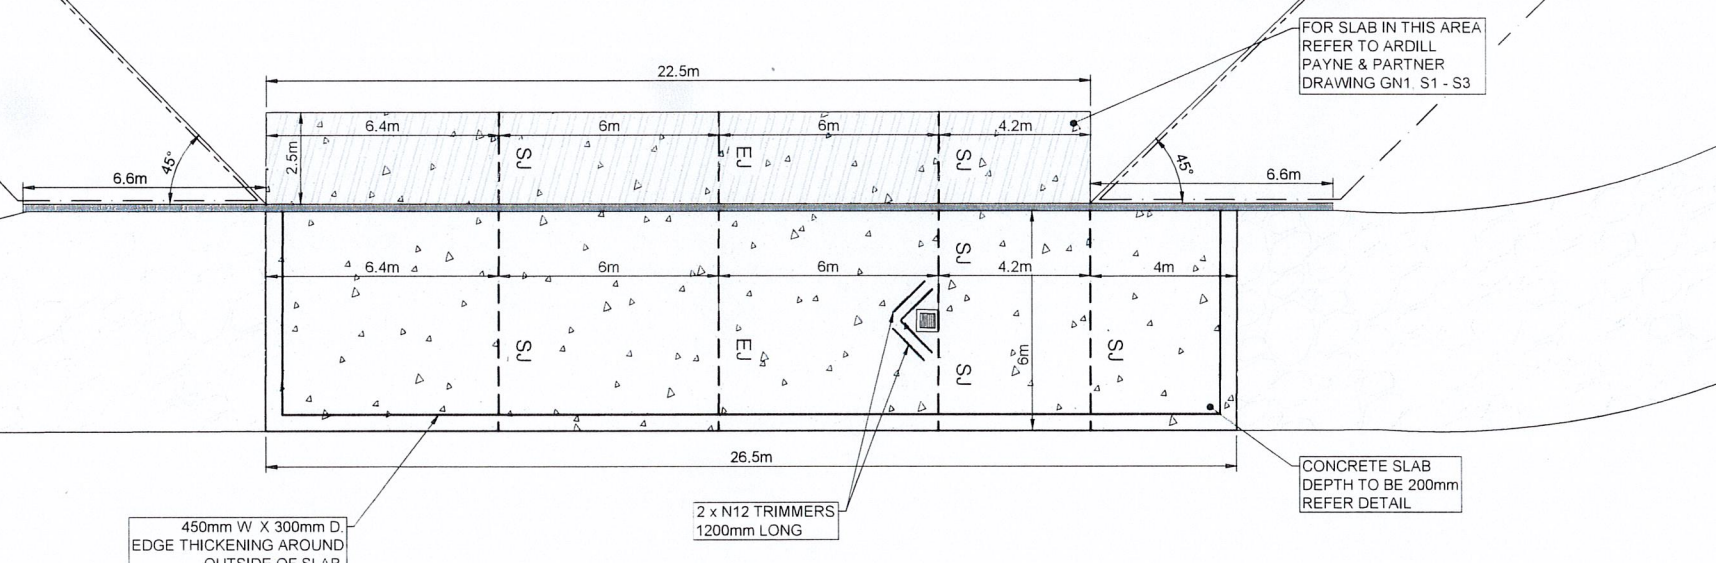 FOR SLAB IN THIS AREA
REFER TO ARDILL
PAYNE & PARTNER
DRAWING GN1. S1 - S3
22.5m
6.4m
6m
6m
4.2m
2.5m
SJ
EJ
SJ
45°
45°
6.6m
6.6m
SJ
6.4m
6m
6m
4.2m
4m
SJ
EJ
SJ
6m
SJ
26.5m
CONCRETE SLAB
DEPTH TO BE 200mm
REFER DETAIL
2 x N12 TRIMMERS
1200mm LONG
450mm W X 300mm D.
EDGE THICKENING AROUND
OUTSIDE OF SLAB